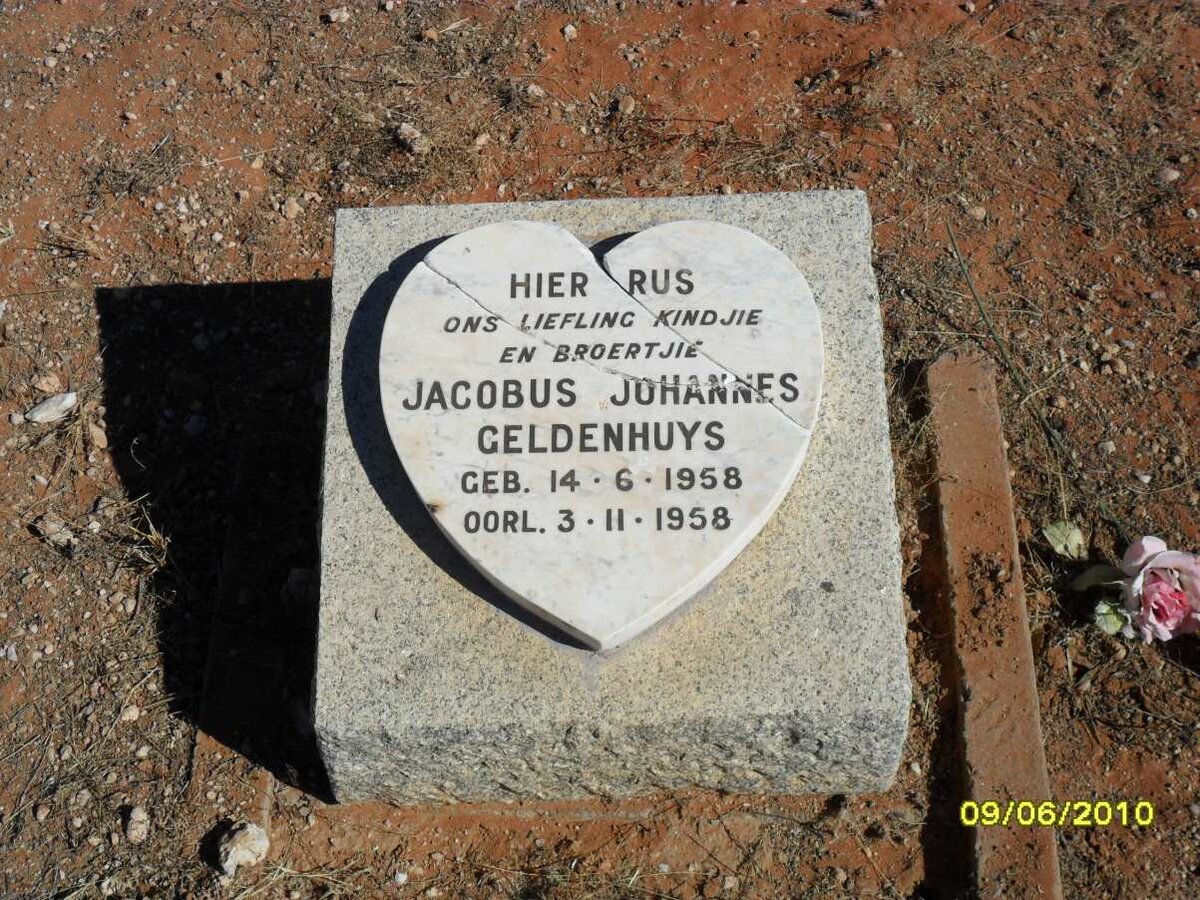 HIER RUS
ONS LIEFLING KINDJIE
EN BROERTJIE
JACOBUS JOHANNES
GELDENHUYS
GEB. 14 · 6 · 1958
OORL. 3 · 11 · 1958
09/06/2010